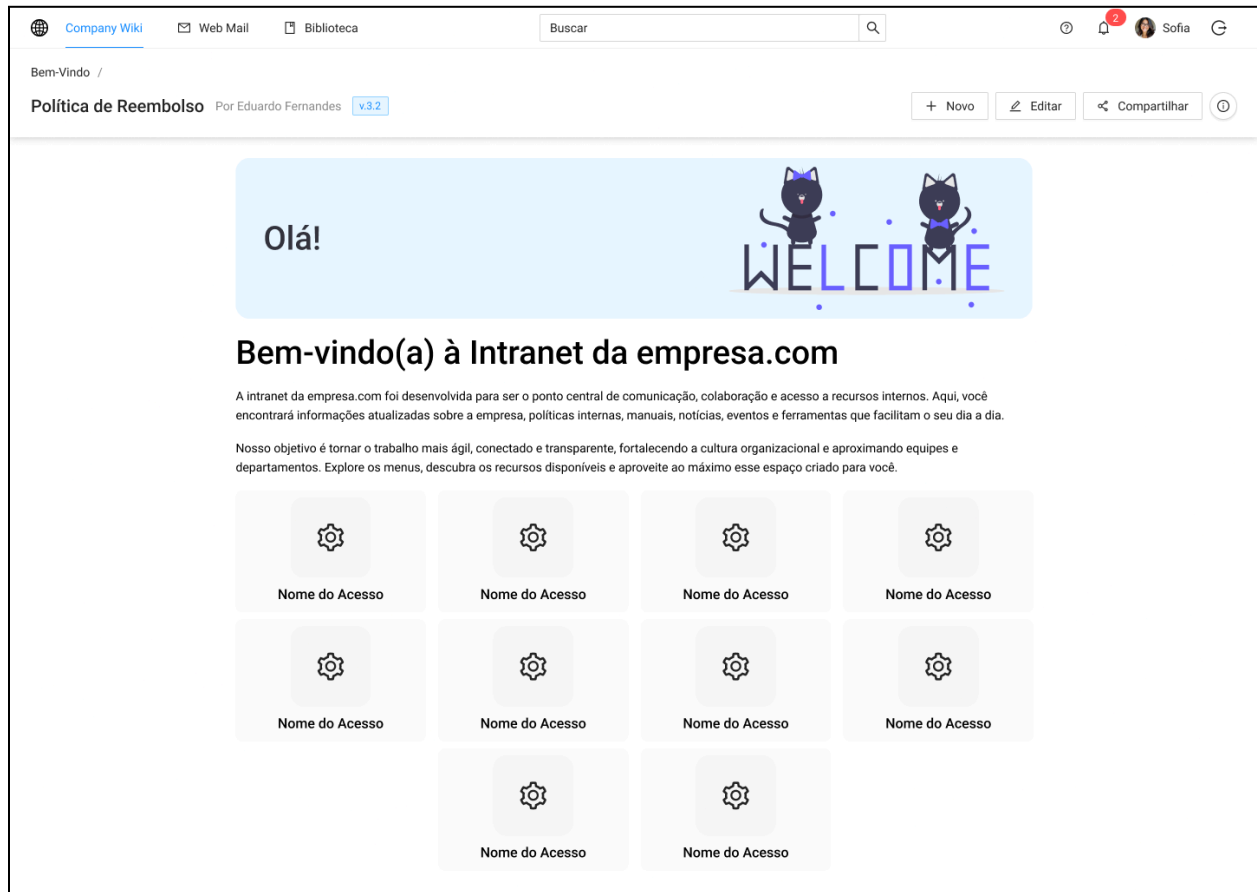 Company Wiki Web Mail Biblioteca Buscar 2 Sofia
Bem-Vindo /
Política de Reembolso Por Eduardo Fernandes v.3.2 + Novo Editar Compartilhar
Olá!
WELCOME
Bem-vindo(a) à Intranet da empresa.com
A intranet da empresa.com foi desenvolvida para ser o ponto central de comunicação, colaboração e acesso a recursos internos. Aqui, você
encontrará informações atualizadas sobre a empresa, políticas internas, manuais, notícias, eventos e ferramentas que facilitam o seu dia a dia.
Nosso objetivo é tornar o trabalho mais ágil, conectado e transparente, fortalecendo a cultura organizacional e aproximando equipes e
departamentos. Explore os menus, descubra os recursos disponíveis e aproveite ao máximo esse espaço criado para você.
Nome do Acesso Nome do Acesso Nome do Acesso Nome do Acesso
Nome do Acesso Nome do Acesso Nome do Acesso Nome do Acesso
Nome do Acesso Nome do Acesso